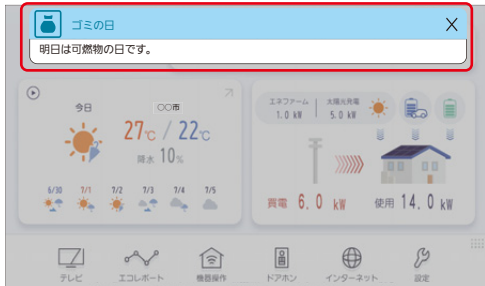 ゴミの日
明日は可燃物の日です。
今日 ○○市
27℃ / 22℃
降水 10%
6/30 7/1 7/2 7/3 7/4 7/5
エネファーム 太陽光発電
1.0 kW 5.0 kW
買電 6.0 kW 使用 14.0 kW
テレビ エコレポート 機器操作 ドアホン インターネット 設定